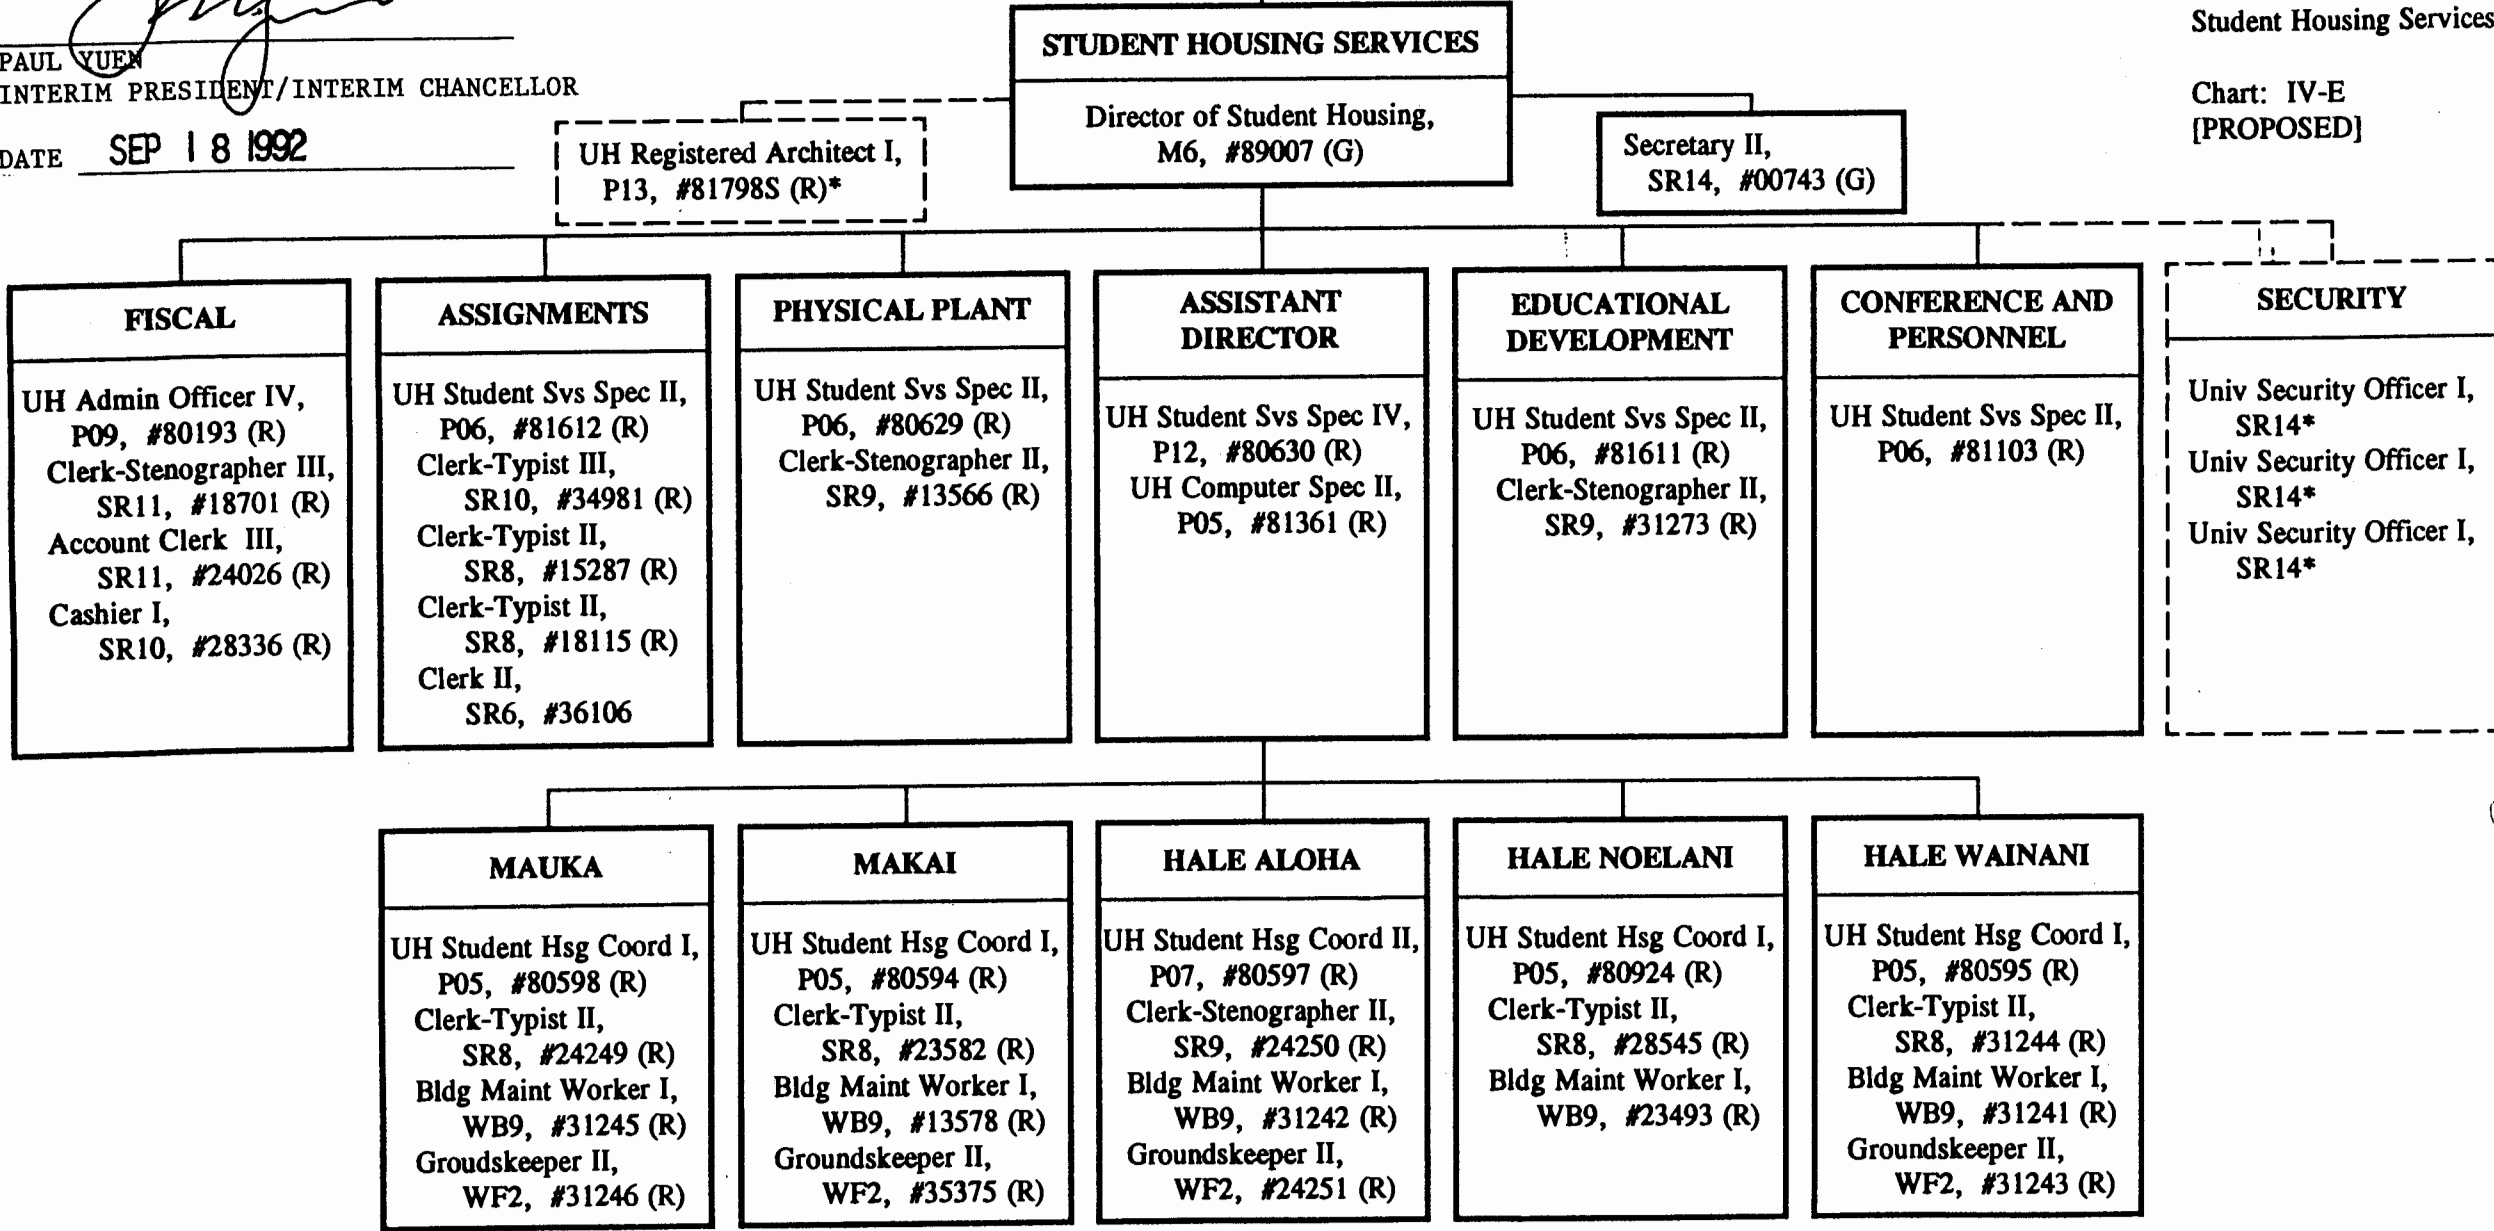 PAUL YUEN
INTERIM PRESIDENT/INTERIM CHANCELLOR
DATE SEP 18 1992
Student Housing Services
Chart: IV-E
[PROPOSED]
STUDENT HOUSING SERVICES
Director of Student Housing,
M6, #89007 (G)
UH Registered Architect I,
P13, #81798S (R)*
Secretary II,
SR14, #00743 (G)
FISCAL
UH Admin Officer IV,
P09, #80193 (R)
Clerk-Stenographer III,
SR11, #18701 (R)
Account Clerk III,
SR11, #24026 (R)
Cashier I,
SR10, #28336 (R)
ASSIGNMENTS
UH Student Svs Spec II,
P06, #81612 (R)
Clerk-Typist III,
SR10, #34981 (R)
Clerk-Typist II,
SR8, #15287 (R)
Clerk-Typist II,
SR8, #18115 (R)
Clerk II,
SR6, #36106
PHYSICAL PLANT
UH Student Svs Spec II,
P06, #80629 (R)
Clerk-Stenographer II,
SR9, #13566 (R)
ASSISTANT
DIRECTOR
UH Student Svs Spec IV,
P12, #80630 (R)
UH Computer Spec II,
P05, #81361 (R)
EDUCATIONAL
DEVELOPMENT
UH Student Svs Spec II,
P06, #81611 (R)
Clerk-Stenographer II,
SR9, #31273 (R)
CONFERENCE AND
PERSONNEL
UH Student Svs Spec II,
P06, #81103 (R)
SECURITY
Univ Security Officer I,
SR14*
Univ Security Officer I,
SR14*
Univ Security Officer I,
SR14*
MAUKA
UH Student Hsg Coord I,
P05, #80598 (R)
Clerk-Typist II,
SR8, #24249 (R)
Bldg Maint Worker I,
WB9, #31245 (R)
Groudskeeper II,
WF2, #31246 (R)
MAKAI
UH Student Hsg Coord I,
P05, #80594 (R)
Clerk-Typist II,
SR8, #23582 (R)
Bldg Maint Worker I,
WB9, #13578 (R)
Groundskeeper II,
WF2, #35375 (R)
HALE ALOHA
UH Student Hsg Coord II,
P07, #80597 (R)
Clerk-Stenographer II,
SR9, #24250 (R)
Bldg Maint Worker I,
WB9, #31242 (R)
Groundskeeper II,
WF2, #24251 (R)
HALE NOELANI
UH Student Hsg Coord I,
P05, #80924 (R)
Clerk-Typist II,
SR8, #28545 (R)
Bldg Maint Worker I,
WB9, #23493 (R)
HALE WAINANI
UH Student Hsg Coord I,
P05, #80595 (R)
Clerk-Typist II,
SR8, #31244 (R)
Bldg Maint Worker I,
WB9, #31241 (R)
Groundskeeper II,
WF2, #31243 (R)